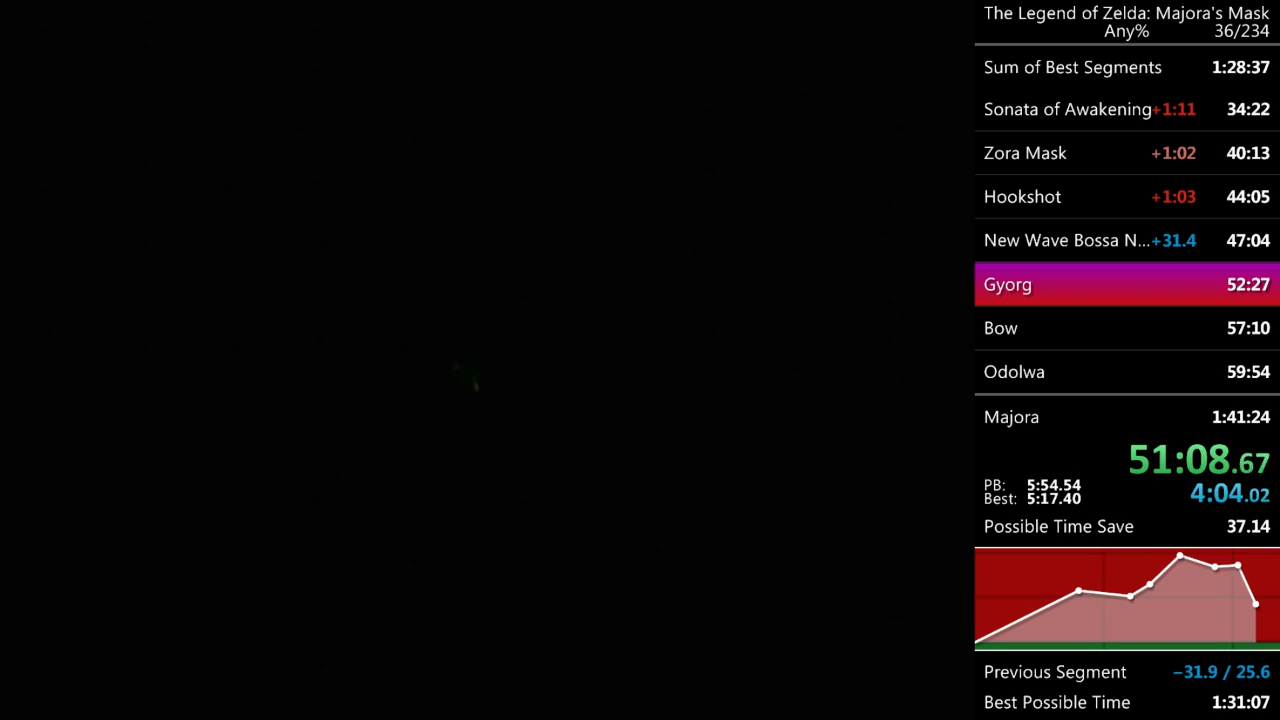 The Legend of Zelda: Majora's Mask
Any% 36/234
Sum of Best Segments 1:28:37
Sonata of Awakening +1:11 34:22
Zora Mask +1:02 40:13
Hookshot +1:03 44:05
New Wave Bossa N... +31.4 47:04
Gyorg 52:27
Bow 57:10
Odolwa 59:54
Majora 1:41:24
51:08.67
PB: 5:54.54
Best: 5:17.40
4:04.02
Possible Time Save 37.14
Previous Segment −31.9 / 25.6
Best Possible Time 1:31:07